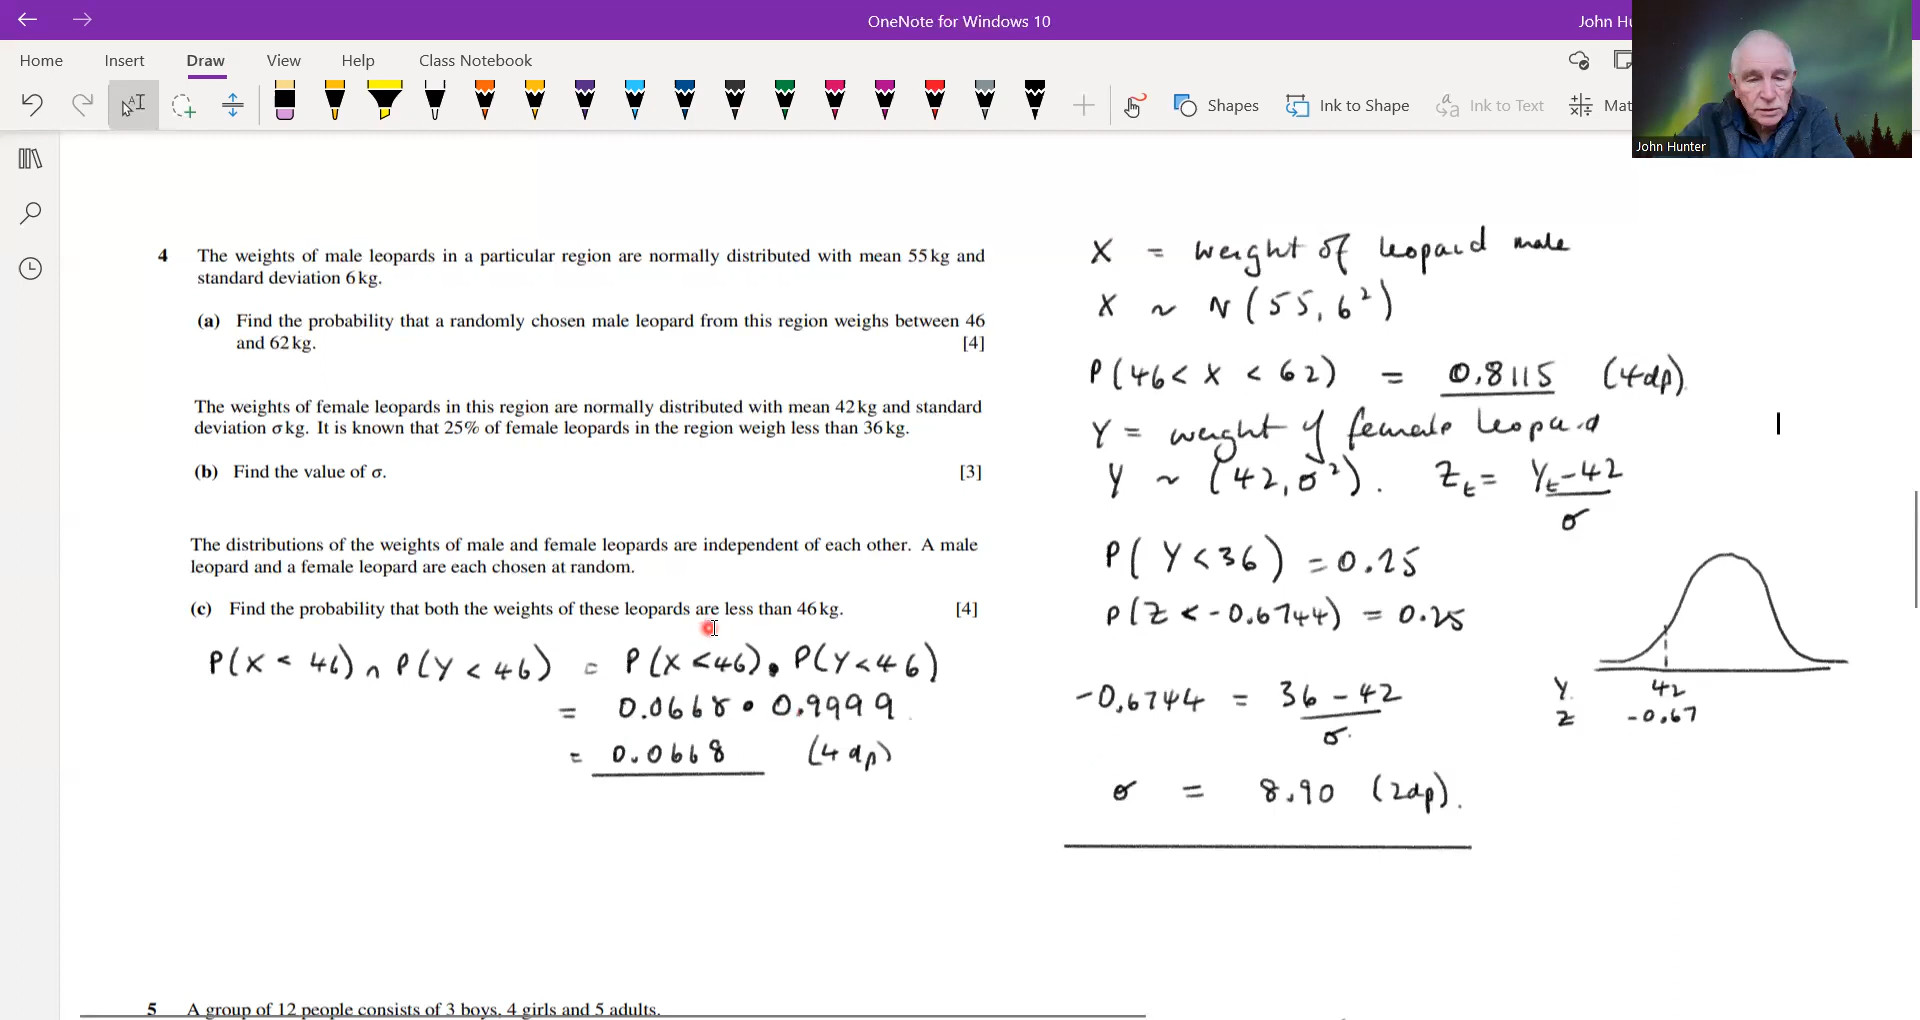 OneNote for Windows 10
John Hu
Home Insert Draw View Help Class Notebook
Shapes Ink to Shape Ink to Text Mat
John Hunter
4 The weights of male leopards in a particular region are normally distributed with mean 55 kg and
standard deviation 6 kg.
(a) Find the probability that a randomly chosen male leopard from this region weighs between 46
and 62 kg. [4]
The weights of female leopards in this region are normally distributed with mean 42 kg and standard
deviation σ kg. It is known that 25% of female leopards in the region weigh less than 36 kg.
(b) Find the value of σ. [3]
The distributions of the weights of male and female leopards are independent of each other. A male
leopard and a female leopard are each chosen at random.
(c) Find the probability that both the weights of these leopards are less than 46 kg. [4]
P(X < 46) ∩ P(Y < 46) = P(X < 46) • P(Y < 46)
= 0.0668 • 0.9999
= 0.0668 (4dp)
X = weight of leopard male
X ~ N(55, 6²)
P(46 < X < 62) = 0.8115 (4dp)
Y = weight of female leopard
Y ~ (42, σ²). Zt = Yt - 42
σ
P(Y < 36) = 0.25
P(Z < -0.6744) = 0.25
-0.6744 = 36 - 42
σ
σ = 8.90 (2dp).
Y 42
Z -0.67
5 A group of 12 people consists of 3 boys, 4 girls and 5 adults.